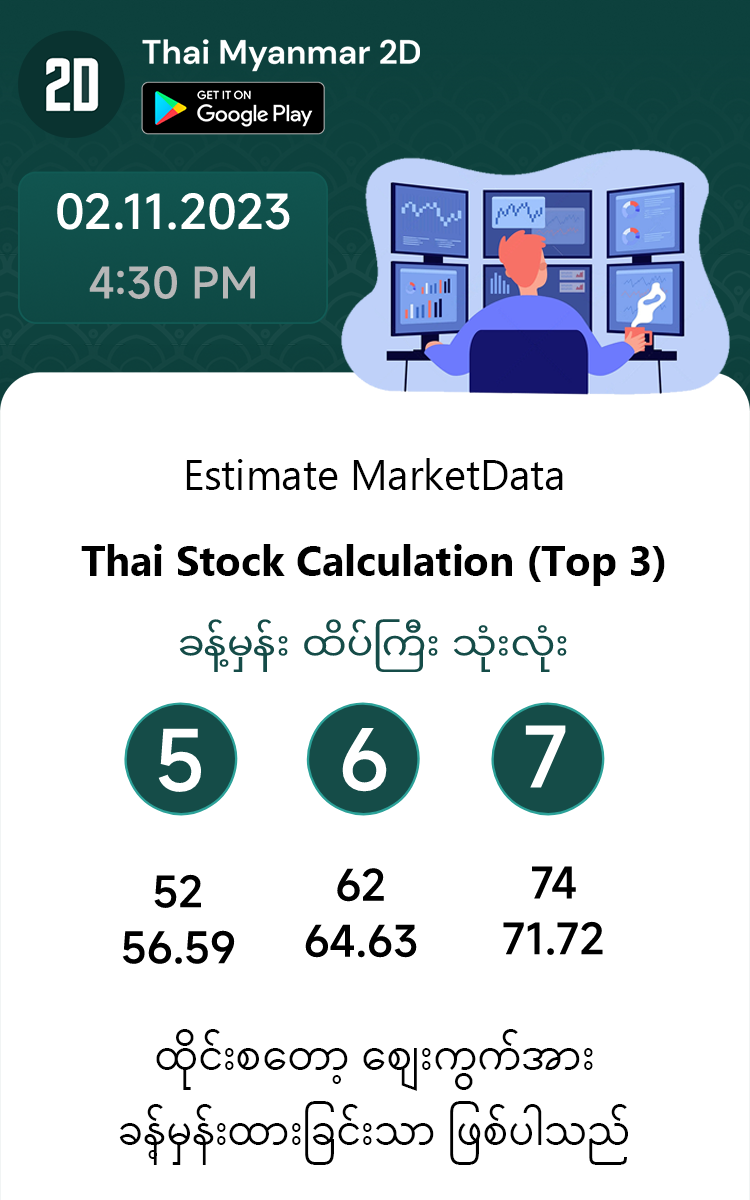 2D
Thai Myanmar 2D
GET IT ON
Google Play
02.11.2023
4:30 PM
Estimate MarketData
Thai Stock Calculation (Top 3)
ခန့်မှန်း ထိပ်ကြီး သုံးလုံး
5 6 7
52 62 74
56.59 64.63 71.72
ထိုင်းစတော့ ဈေးကွက်အား
ခန့်မှန်းထားခြင်းသာ ဖြစ်ပါသည်